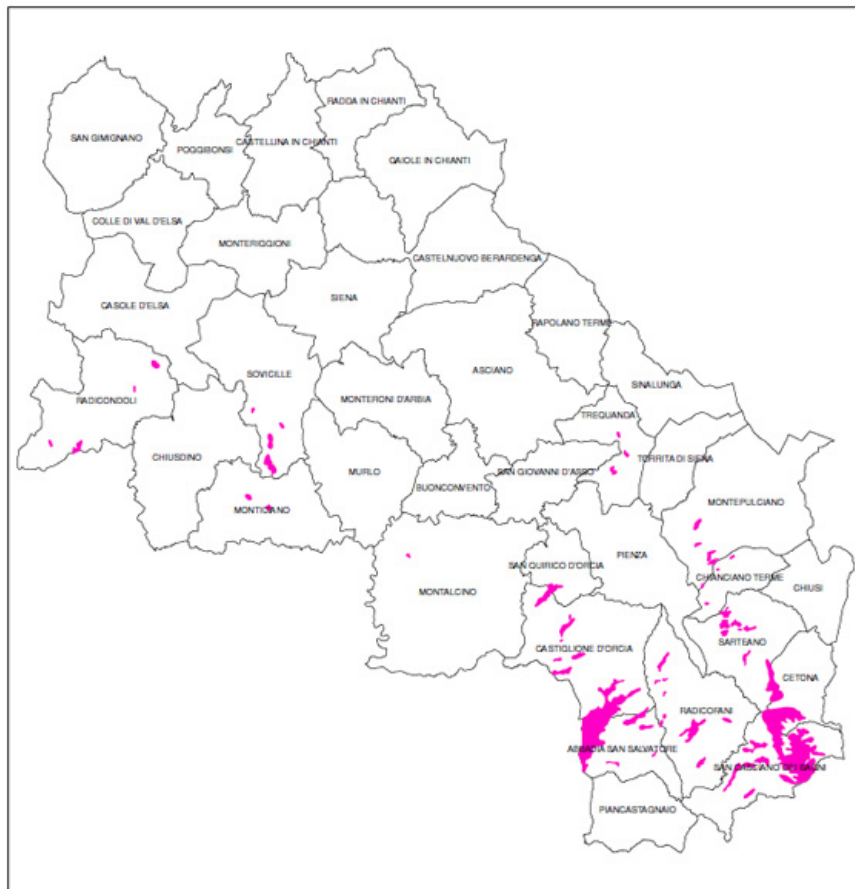 RADDA IN CHIANTI
SAN GIMIGNANO
CASTELLINA IN CHIANTI
POGGIBONSI
GAIOLE IN CHIANTI
COLLE DI VAL D'ELSA
MONTERIGGIONI
CASTELNUOVO BERARDENGA
SIENA
CASOLE D'ELSA
RAPOLANO TERME
ASCIANO
SOVICILLE
SINALUNGA
RADICONDOLI
MONTERONI D'ARBIA
TREQUANDA
CHIUSDINO
TORRITA DI SIENA
MURLO
SAN GIOVANNI D'ASSO
BUONCONVENTO
MONTEPULCIANO
MONTICIANO
PIENZA
SAN QUIRICO D'ORCIA
CHIANCIANO TERME
CHIUSI
MONTALCINO
SARTEANO
CASTIGLIONE D'ORCIA
CETONA
RADICOFANI
ABBADIA SAN SALVATORE
SAN CASCIANO DEI BAGNI
PIANCASTAGNAIO